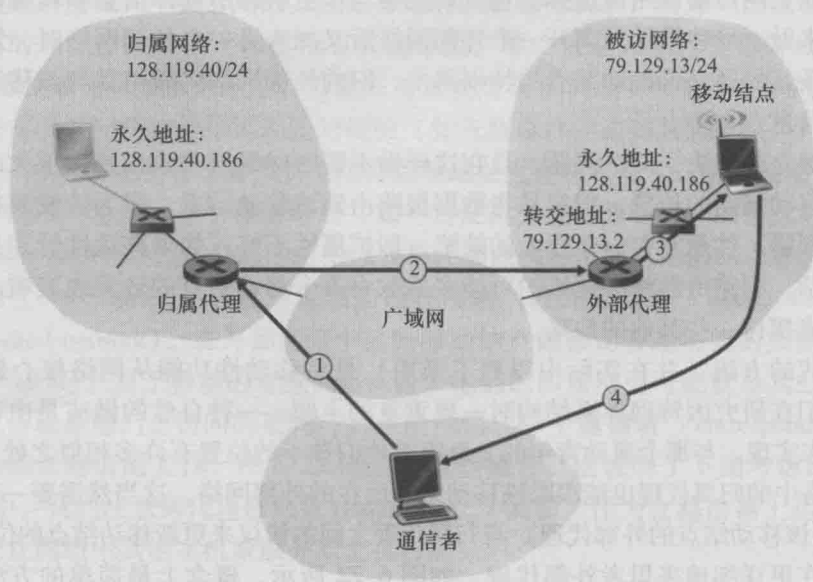 归属网络：
128.119.40/24
被访网络：
79.129.13/24
移动结点
永久地址：
128.119.40.186
永久地址：
128.119.40.186
转交地址：
79.129.13.2
③
②
归属代理
广域网
外部代理
①
④
通信者